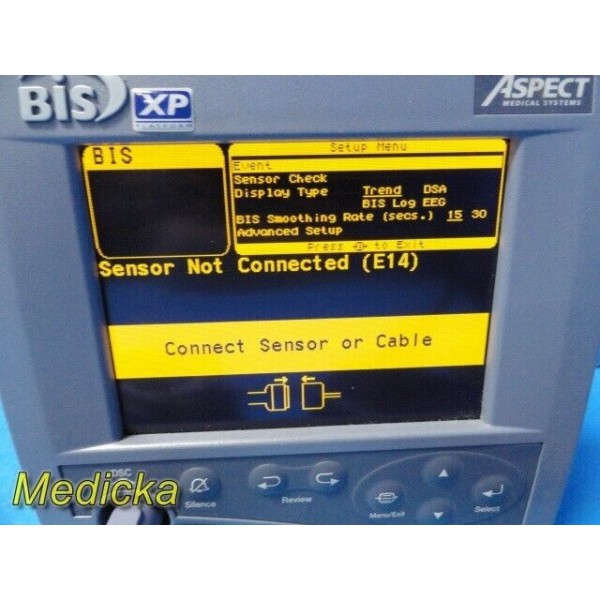 BIS XP
PLATFORM
ASPECT
MEDICAL SYSTEMS
BIS
Setup Menu
Event
Sensor Check
Display Type Trend DSA
BIS Log EEG
BIS Smoothing Rate (secs.) 15 30
Advanced Setup
Press to Exit
Sensor Not Connected (E14)
Connect Sensor or Cable
DSC
Silence
Review
Menu/Exit
Select
Medicka